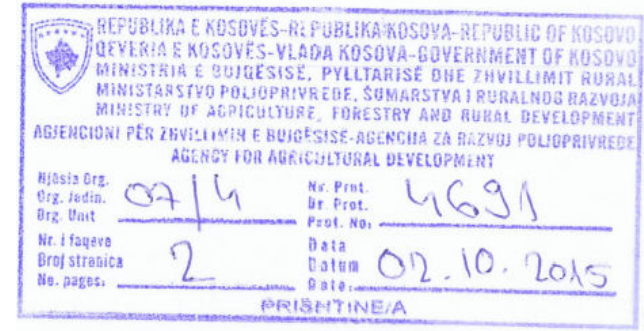 REPUBLIKA E KOSOVËS-REPUBLIKA KOSOVA-REPUBLIC OF KOSOVO
QEVERIA E KOSOVËS-VLADA KOSOVA-GOVERNMENT OF KOSOVO
MINISTRIA E BUJQËSISË, PYLLTARISË DHE ZHVILLIMIT RURAL
MINISTARSTVO POLJOPRIVREDE, ŠUMARSTVA I RURALNOG RAZVOJA
MINISTRY OF AGRICULTURE, FORESTRY AND RURAL DEVELOPMENT
AGJENCIONI PËR ZHVILLIMIN E BUJQËSISË-AGENCIJA ZA RAZVOJ POLJOPRIVREDE
AGENCY FOR AGRICULTURAL DEVELOPMENT
Njësia Org.
Org. Jedin.
Org. Unit
07/4
Nr. Prot.
Br. Prot.
Prot. No:
4691
Nr. i faqeve
Broj stranica
No. pages:
2
Data
Datum
Date:
02.10.2015
PRISHTINE/A